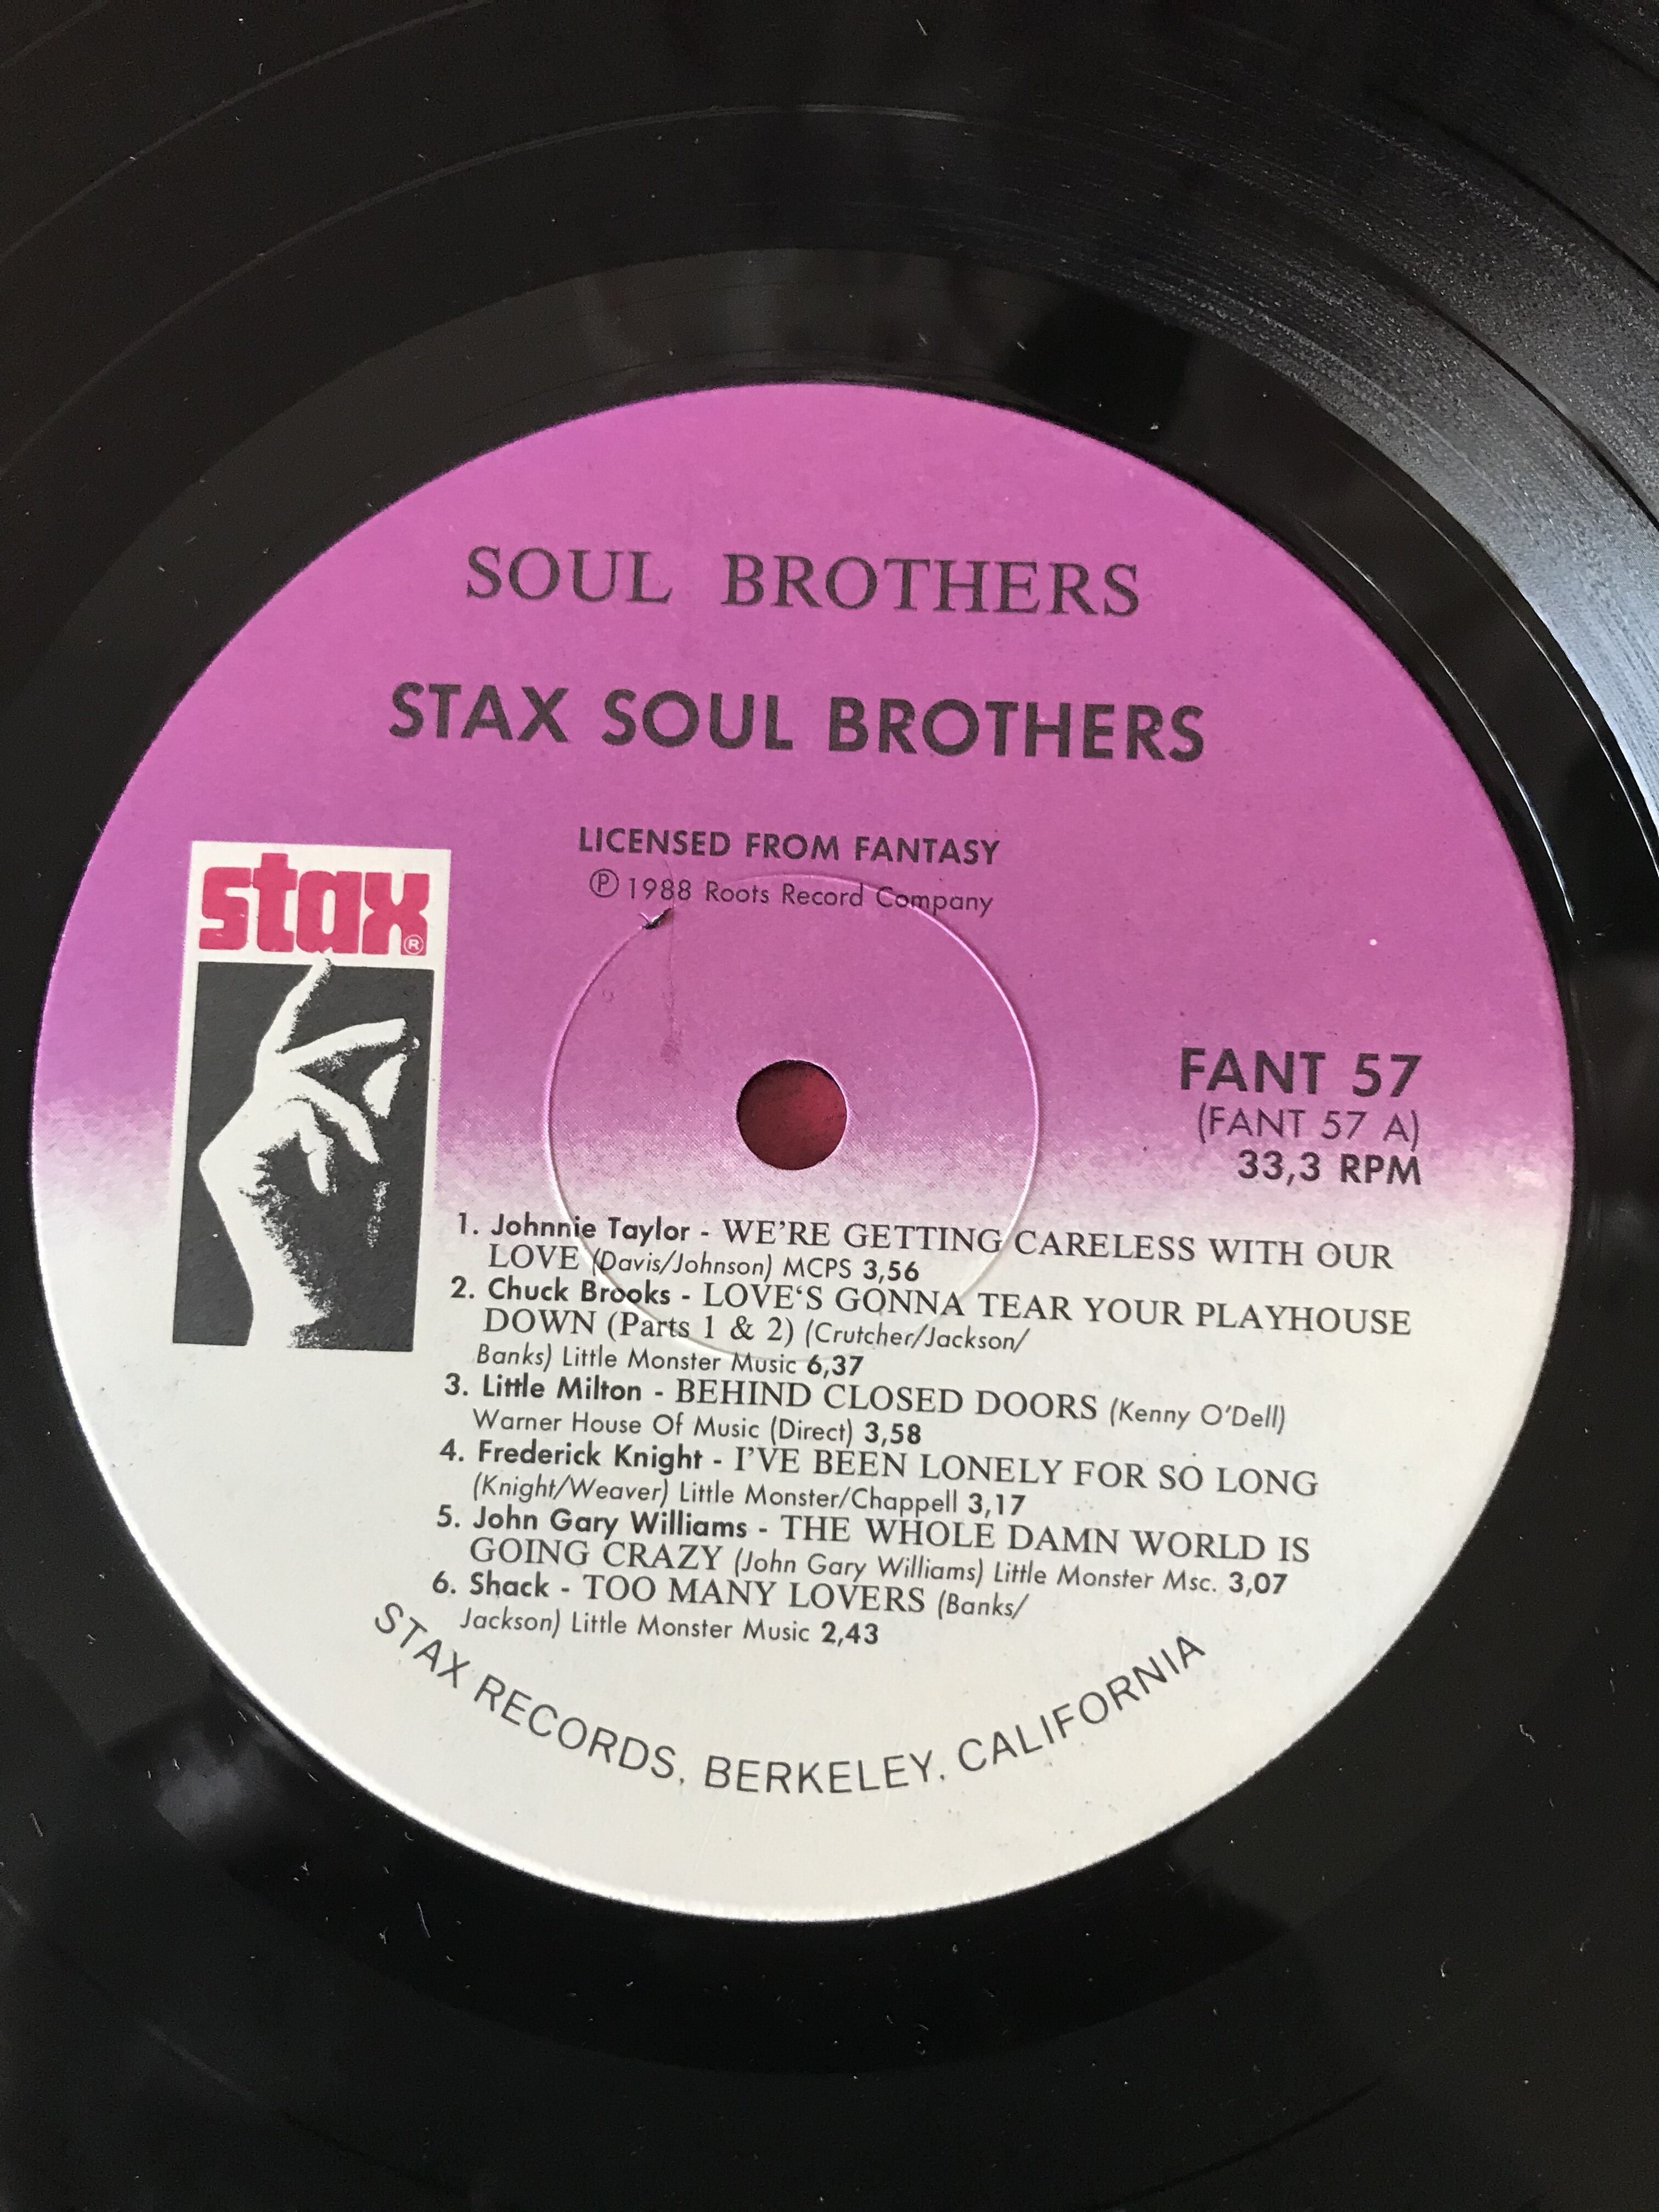 SOUL BROTHERS
STAX SOUL BROTHERS
LICENSED FROM FANTASY
℗ 1988 Roots Record Company
stax®
FANT 57
(FANT 57 A)
33,3 RPM
1. Johnnie Taylor - WE'RE GETTING CARELESS WITH OUR
LOVE (Davis/Johnson) MCPS 3,56
2. Chuck Brooks - LOVE'S GONNA TEAR YOUR PLAYHOUSE
DOWN (Parts 1 & 2) (Crutcher/Jackson/
Banks) Little Monster Music 6,37
3. Little Milton - BEHIND CLOSED DOORS (Kenny O'Dell)
Warner House Of Music (Direct) 3,58
4. Frederick Knight - I'VE BEEN LONELY FOR SO LONG
(Knight/Weaver) Little Monster/Chappell 3,17
5. John Gary Williams - THE WHOLE DAMN WORLD IS
GOING CRAZY (John Gary Williams) Little Monster Msc. 3,07
6. Shack - TOO MANY LOVERS (Banks/
Jackson) Little Monster Music 2,43
STAX RECORDS, BERKELEY, CALIFORNIA